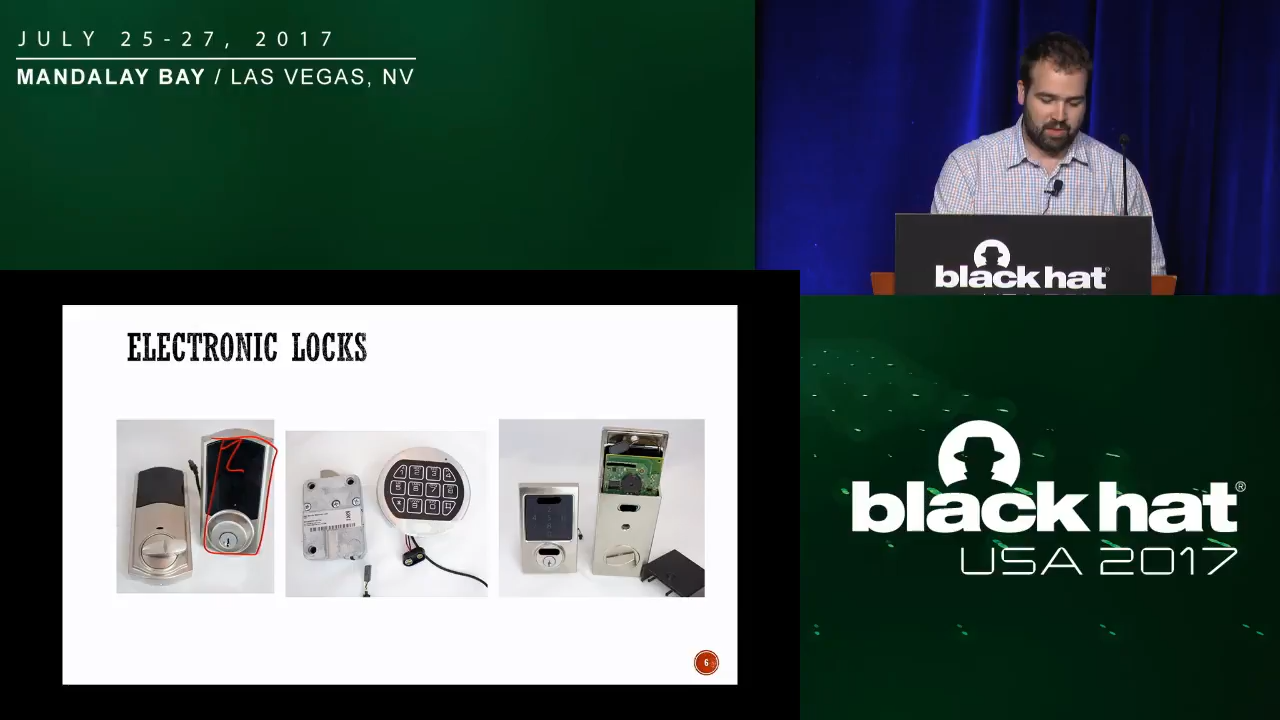 JULY 25-27, 2017
MANDALAY BAY / LAS VEGAS, NV
black hat
ELECTRONIC LOCKS
6
black hat®
USA 2017